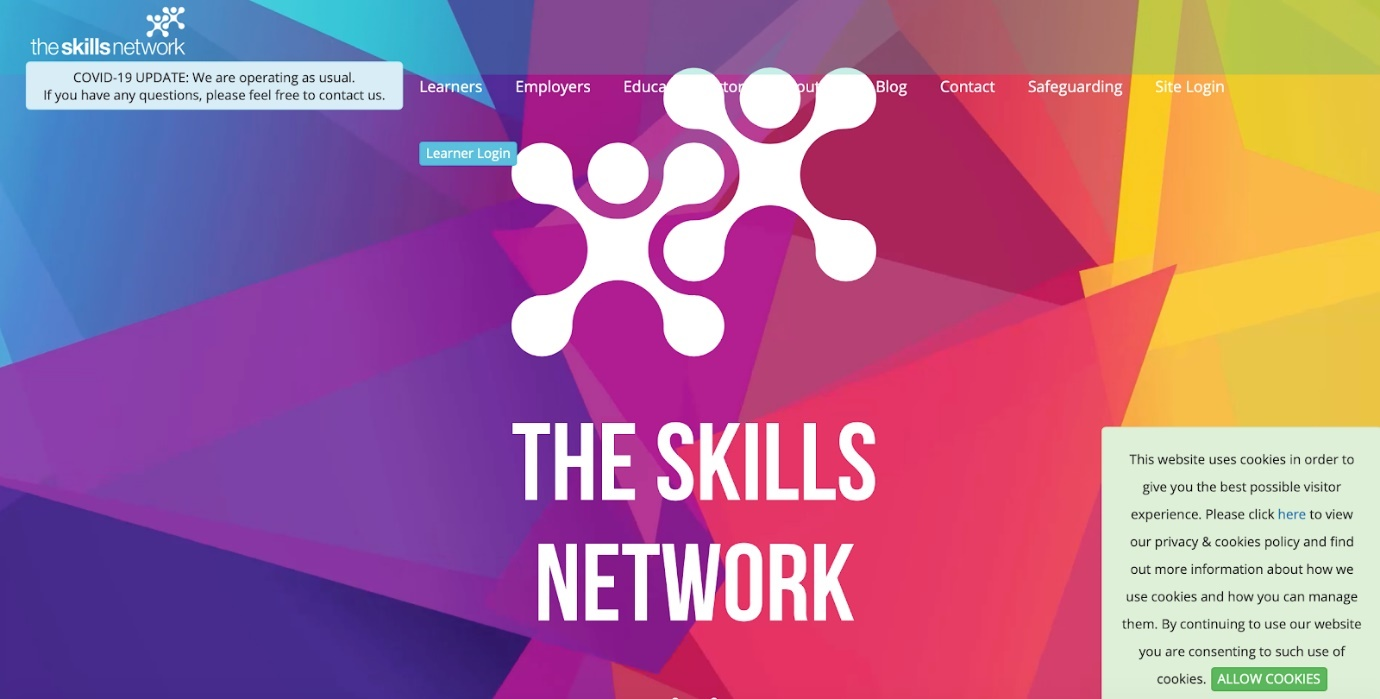 the skills network
COVID-19 UPDATE: We are operating as usual.
If you have any questions, please feel free to contact us.
Learners Employers Blog Contact Safeguarding Site Login
Learner Login
THE SKILLS
NETWORK
This website uses cookies in order to
give you the best possible visitor
experience. Please click here to view
our privacy & cookies policy and find
out more information about how we
use cookies and how you can manage
them. By continuing to use our website
you are consenting to such use of
cookies. ALLOW COOKIES